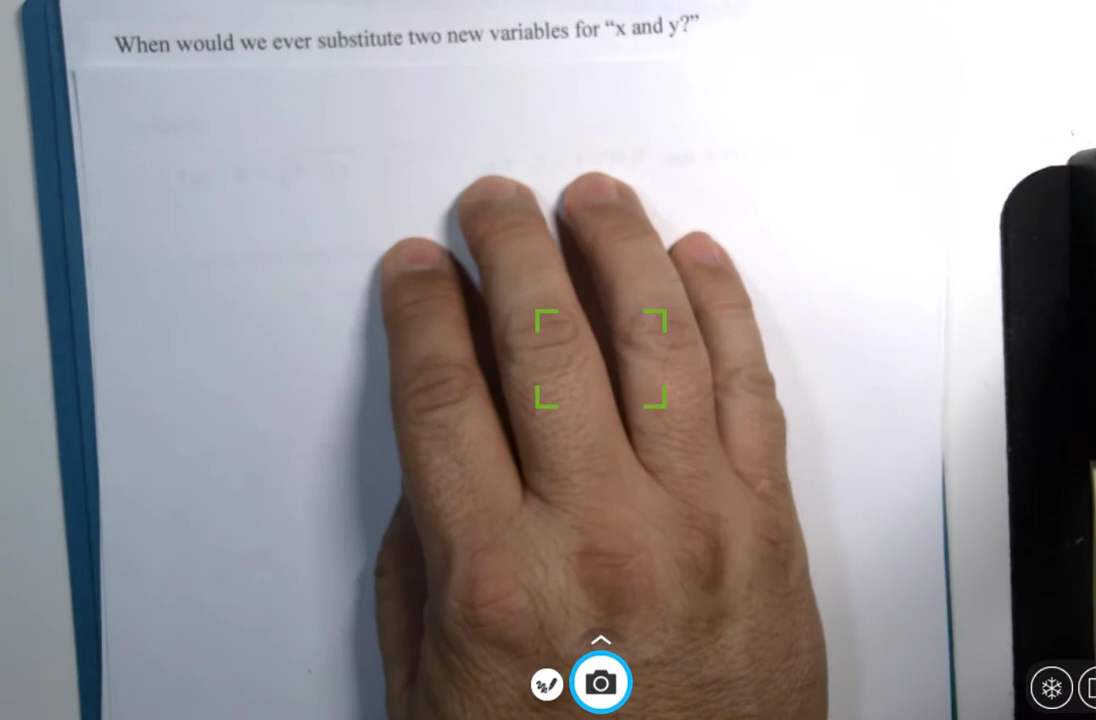 When would we ever substitute two new variables for “x and y?”